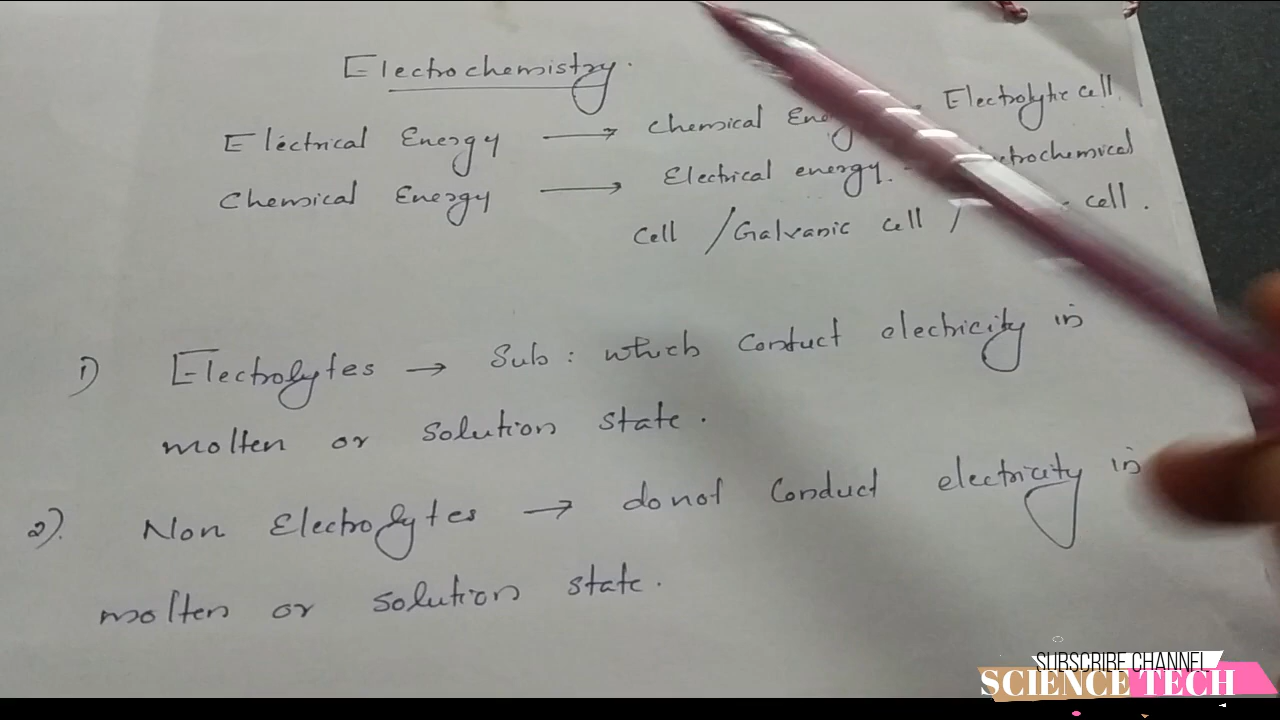 Electrochemistry.
Electrical Energy → Chemical Electrolytic cell.
Chemical Energy → Electrical energy. -
cell / Galvanic cell / cell.
1) Electrolytes → Sub : which conduct electricity in
molten or solution state.
2). Non Electrolytes → do not conduct electricity in
molten or solution state.
SUBSCRIBE CHANNEL
SCIENCE TECH